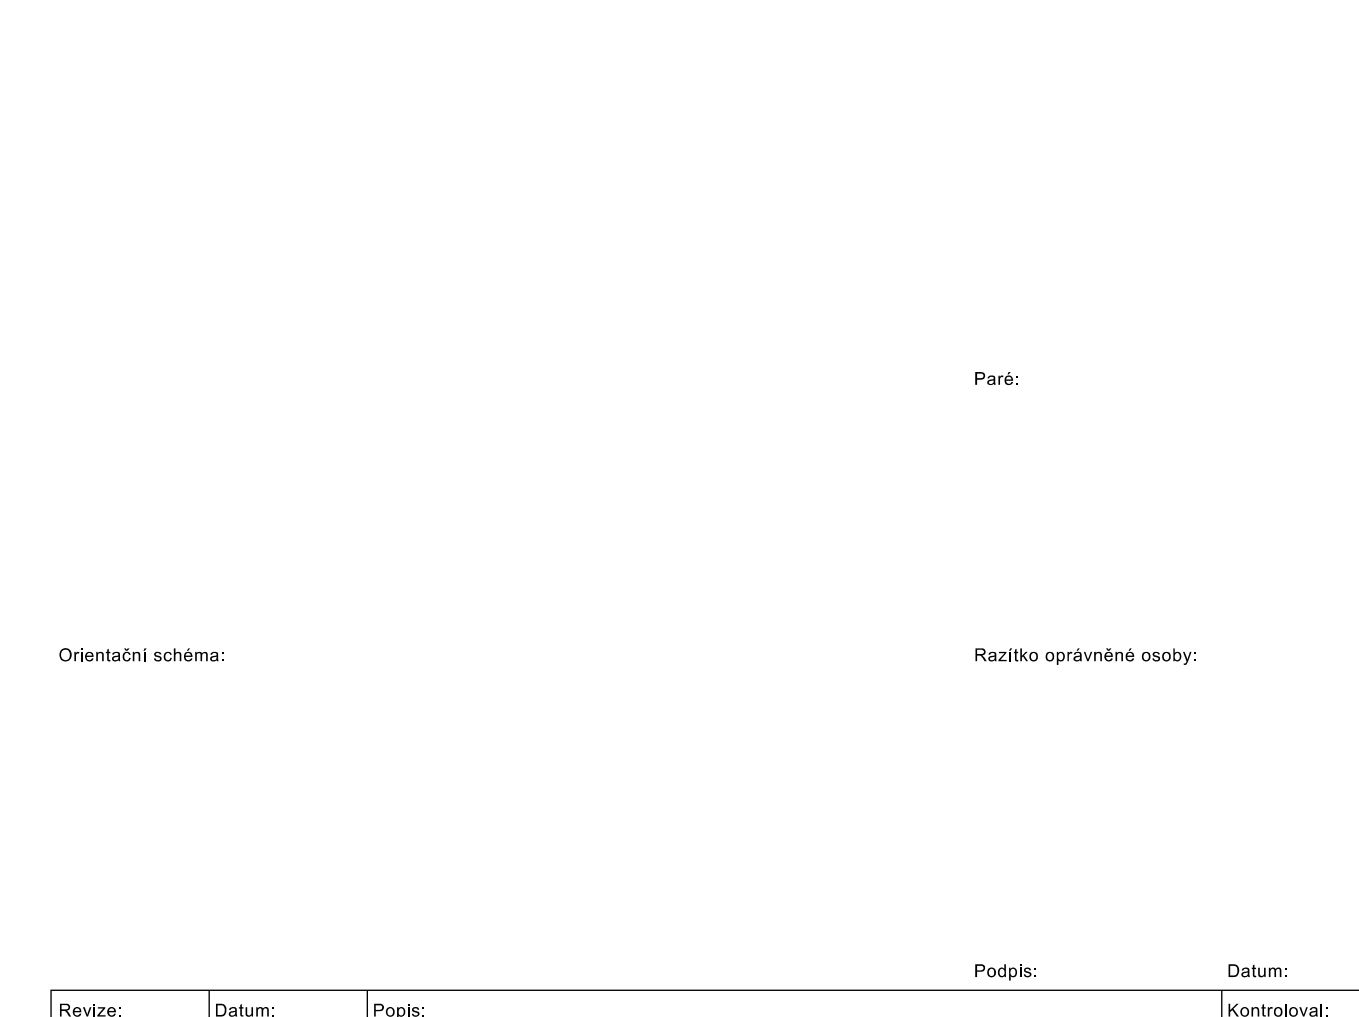 Paré:
Orientační schéma: Razítko oprávněné osoby:
Podpis: Datum:
Revize: Datum: Popis: Kontroloval: